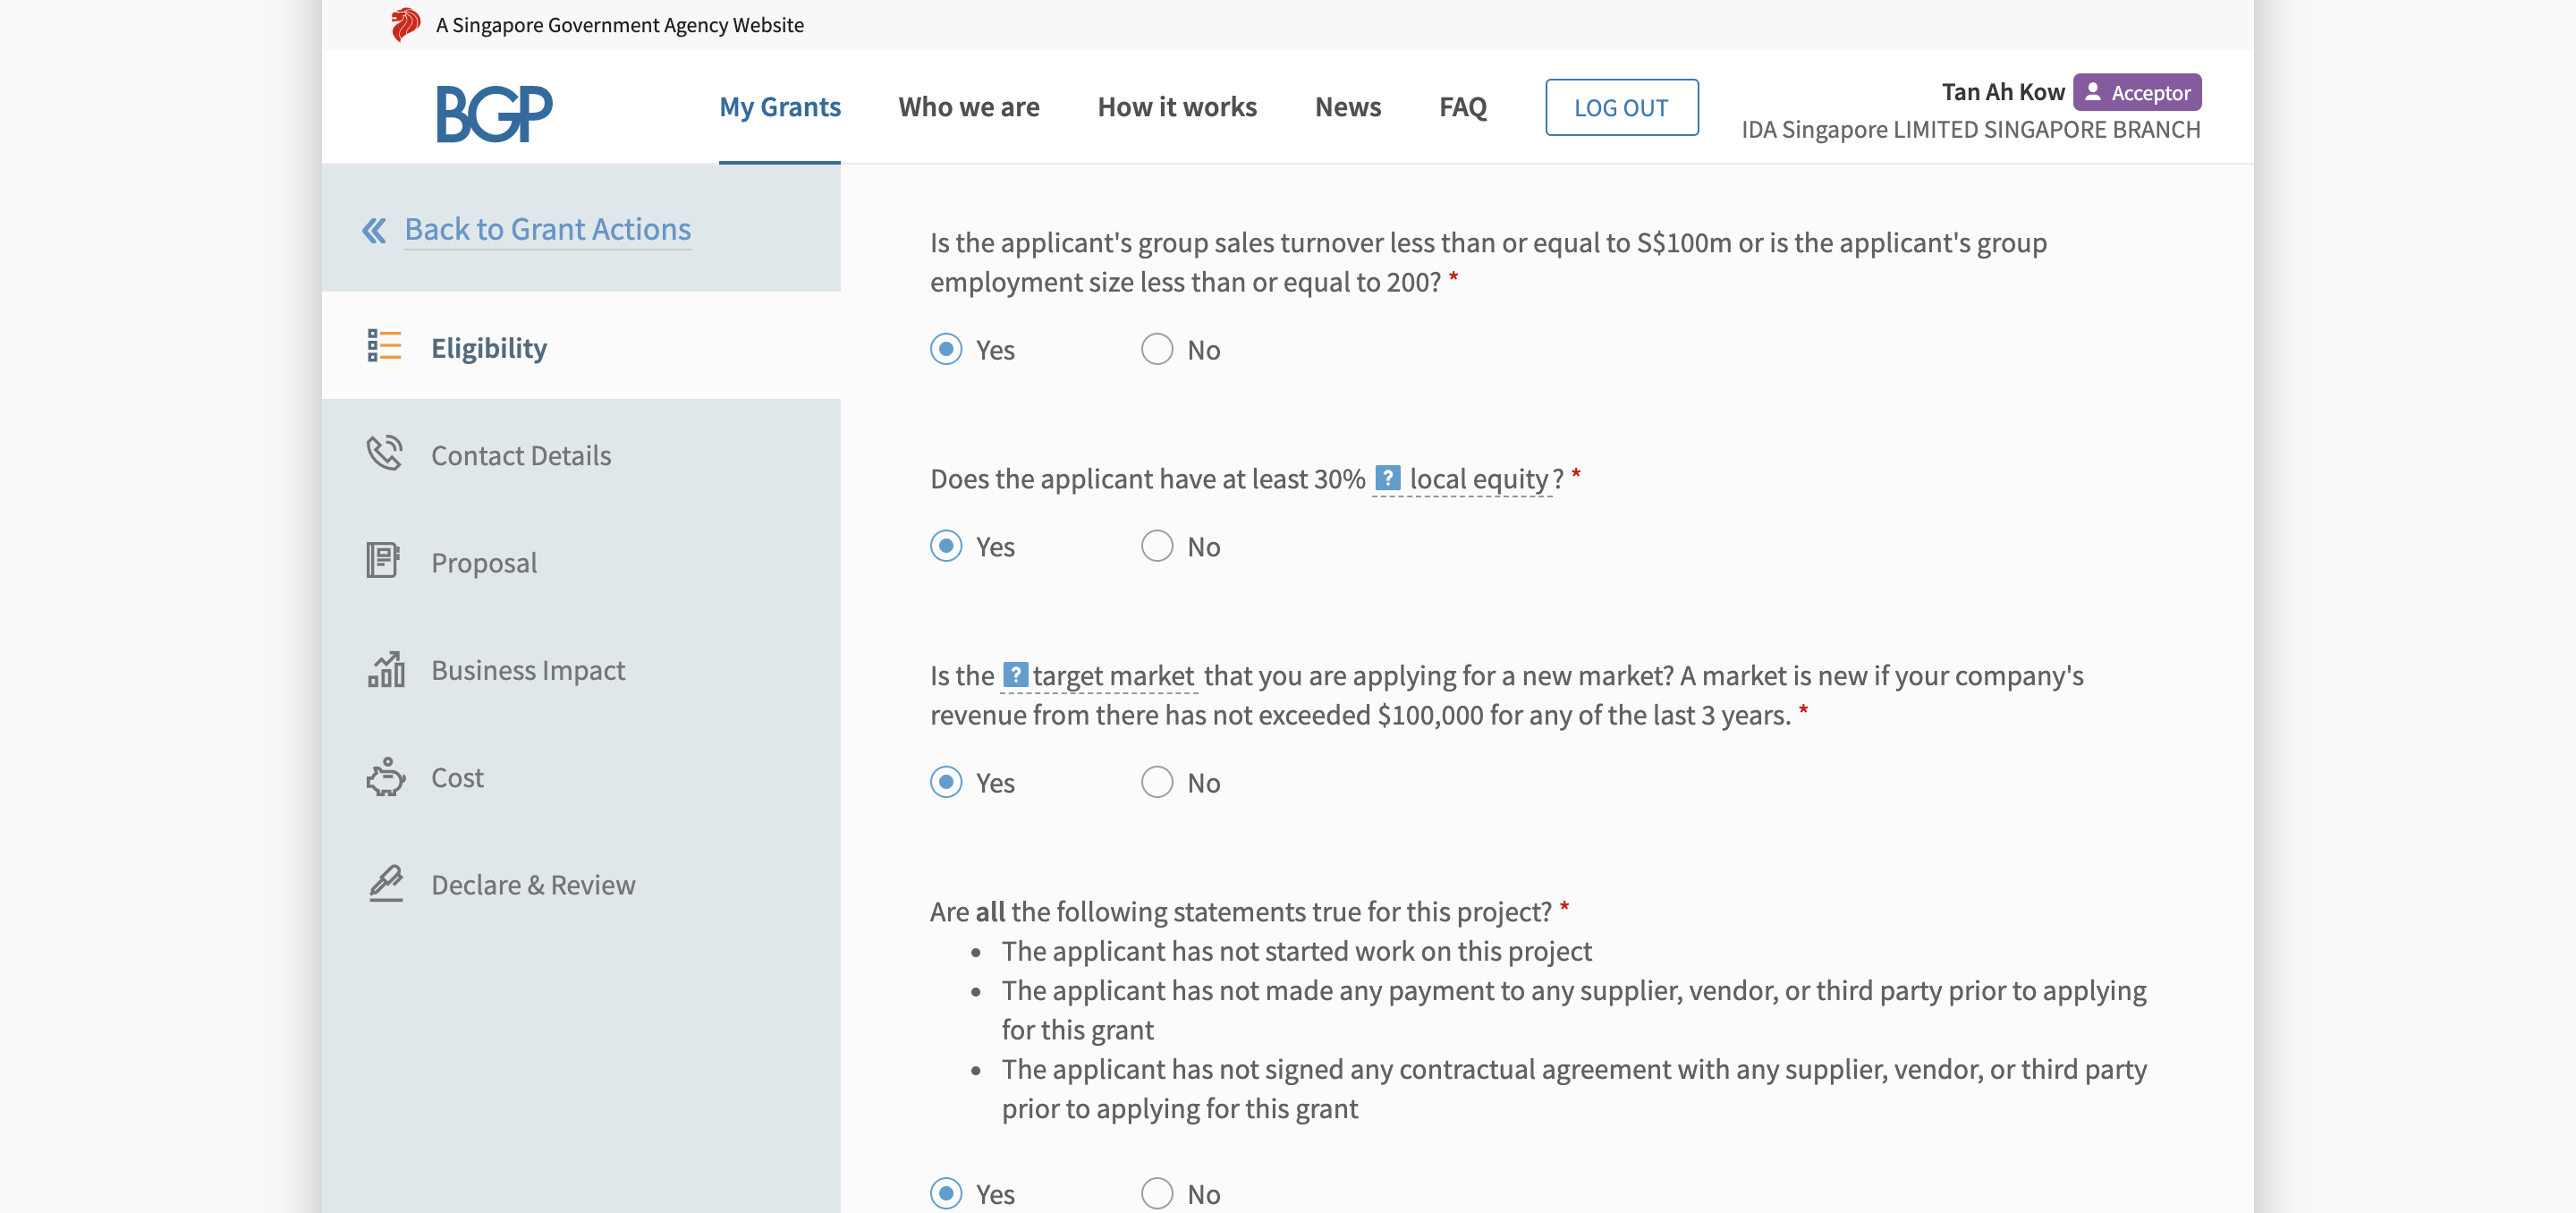 A Singapore Government Agency Website
BGP
My Grants
Who we are
How it works
News
FAQ
LOG OUT
Tan Ah Kow
Acceptor
IDA Singapore LIMITED SINGAPORE BRANCH
Back to Grant Actions
Eligibility
Contact Details
Proposal
Business Impact
Cost
Declare & Review
Is the applicant's group sales turnover less than or equal to S$100m or is the applicant's group
employment size less than or equal to 200? *
Yes
No
Does the applicant have at least 30% ? local equity? *
Yes
No
Is the ? target market that you are applying for a new market? A market is new if your company's
revenue from there has not exceeded $100,000 for any of the last 3 years. *
Yes
No
Are all the following statements true for this project? *
• The applicant has not started work on this project
• The applicant has not made any payment to any supplier, vendor, or third party prior to applying
for this grant
• The applicant has not signed any contractual agreement with any supplier, vendor, or third party
prior to applying for this grant
Yes
No